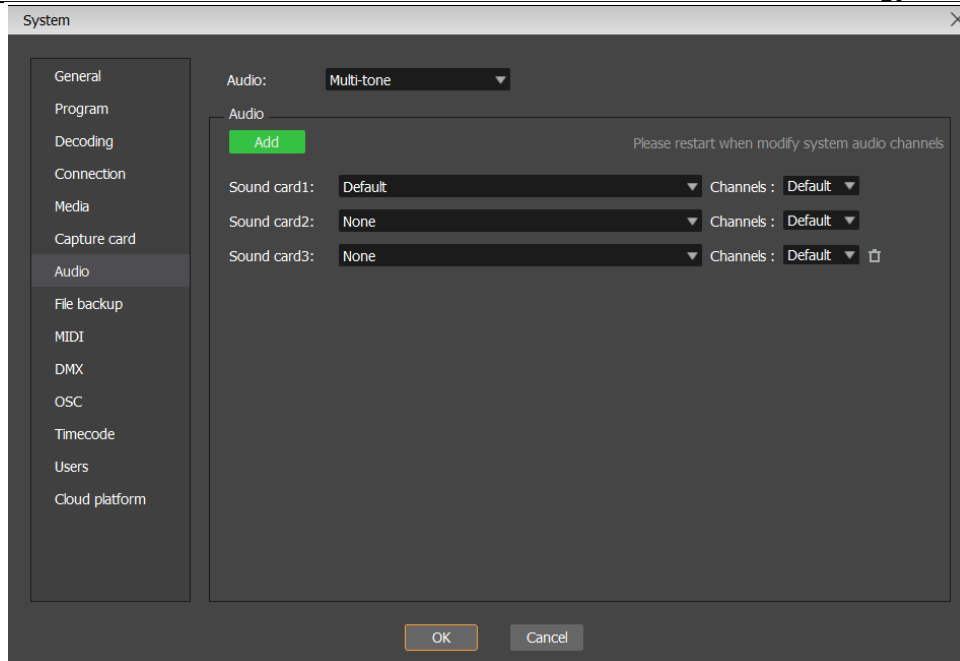 System
General
Program
Decoding
Connection
Media
Capture card
Audio
File backup
MIDI
DMX
OSC
Timecode
Users
Cloud platform
Audio: Multi-tone
Audio
Add Please restart when modify system audio channels
Sound card1: Default Channels : Default
Sound card2: None Channels : Default
Sound card3: None Channels : Default
OK Cancel